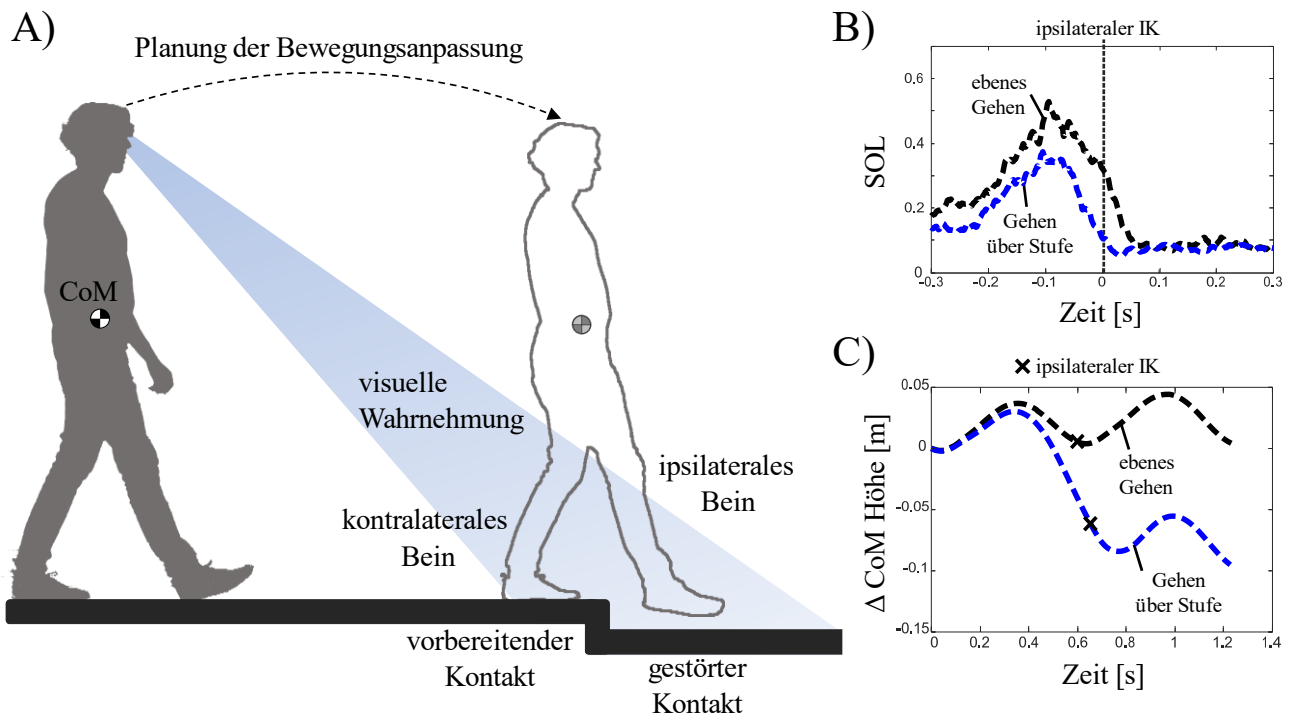 A)
Planung der Bewegungsanpassung
CoM
visuelle
Wahrnehmung
ipsilaterales
Bein
kontralaterales
Bein
vorbereitender
Kontakt
gestörter
Kontakt
B)
ipsilateraler IK
ebenes
Gehen
Gehen
über Stufe
SOL
0.6
0.4
0.2
0
-0.3
-0.2
-0.1
0
0.1
0.2
0.3
Zeit [s]
C)
✕ ipsilateraler IK
0.05
0
-0.05
-0.1
-0.15
Δ CoM Höhe [m]
ebenes
Gehen
Gehen
über Stufe
0
0.2
0.4
0.6
0.8
1
1.2
1.4
Zeit [s]